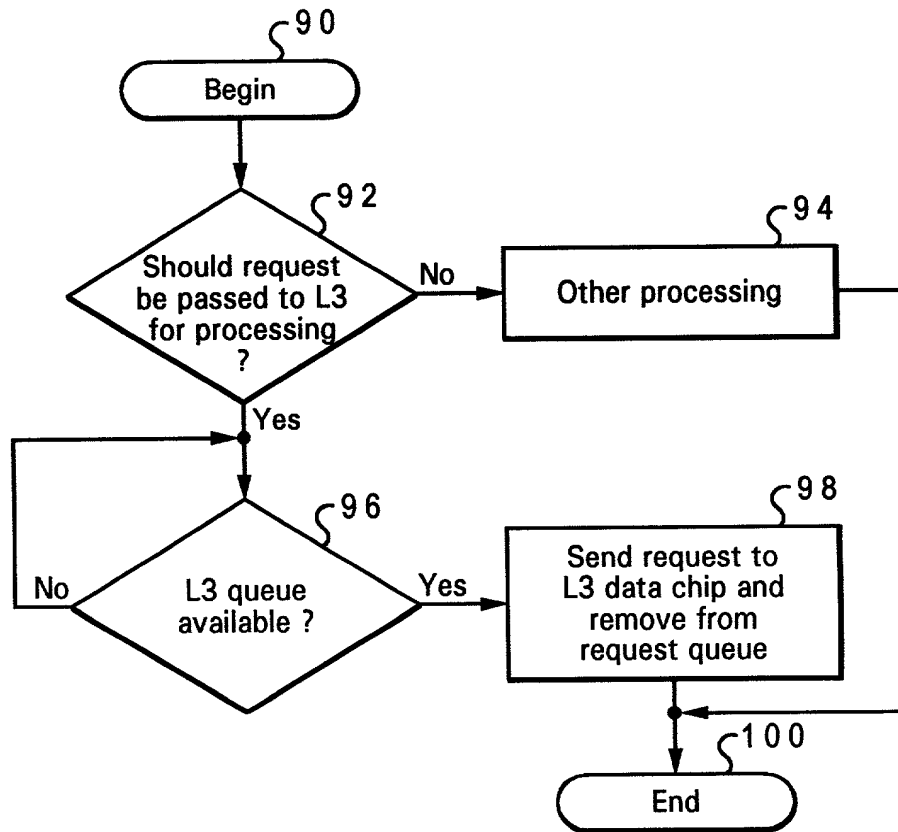 90
Begin
92
Should request
be passed to L3
for processing
?
No
94
Other processing
Yes
96
L3 queue
available ?
No
Yes
98
Send request to
L3 data chip and
remove from
request queue
100
End